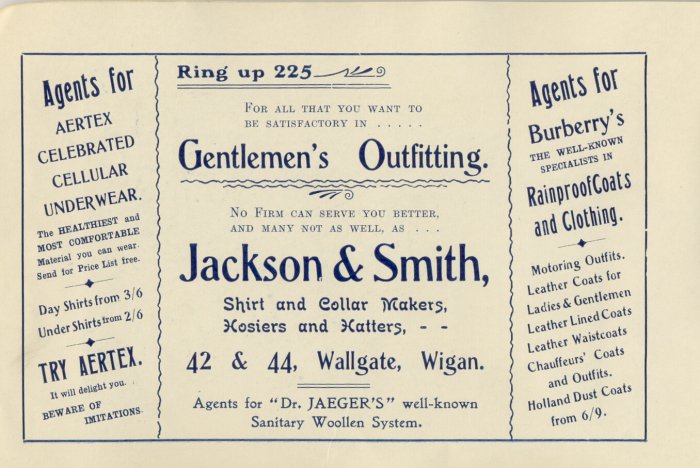 Agents for
AERTEX
CELEBRATED
CELLULAR
UNDERWEAR.
The HEALTHIEST and
MOST COMFORTABLE
Material you can wear.
Send for Price List free.
Day Shirts from 3/6
Under Shirts from 2/6
TRY AERTEX.
It will delight you.
BEWARE OF
IMITATIONS.
Ring up 225
FOR ALL THAT YOU WANT TO
BE SATISFACTORY IN . . . . .
Gentlemen's Outfitting.
NO FIRM CAN SERVE YOU BETTER,
AND MANY NOT AS WELL, AS . . .
Jackson & Smith,
Shirt and Collar Makers,
Hosiers and Hatters, - -
42 & 44, Wallgate, Wigan.
Agents for "Dr. JAEGER'S" well-known
Sanitary Woollen System.
Agents for
Burberry's
THE WELL-KNOWN
SPECIALISTS IN
Rainproof Coats
and Clothing.
Motoring Outfits.
Leather Coats for
Ladies & Gentlemen
Leather Lined Coats
Leather Waistcoats
Chauffeurs' Coats
and Outfits.
Holland Dust Coats
from 6/9.